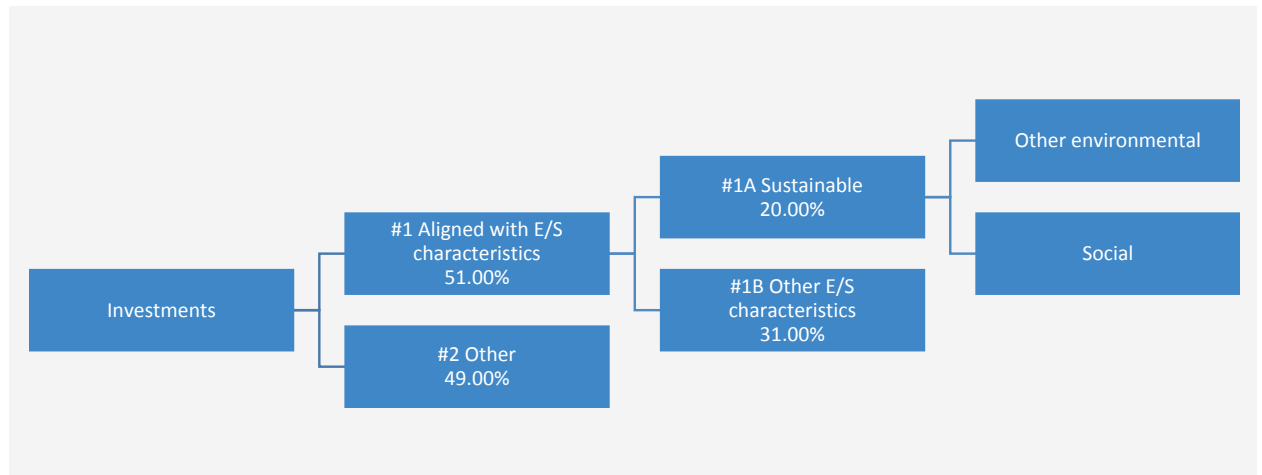 Investments
#1 Aligned with E/S
characteristics
51.00%
#2 Other
49.00%
#1A Sustainable
20.00%
#1B Other E/S
characteristics
31.00%
Other environmental
Social